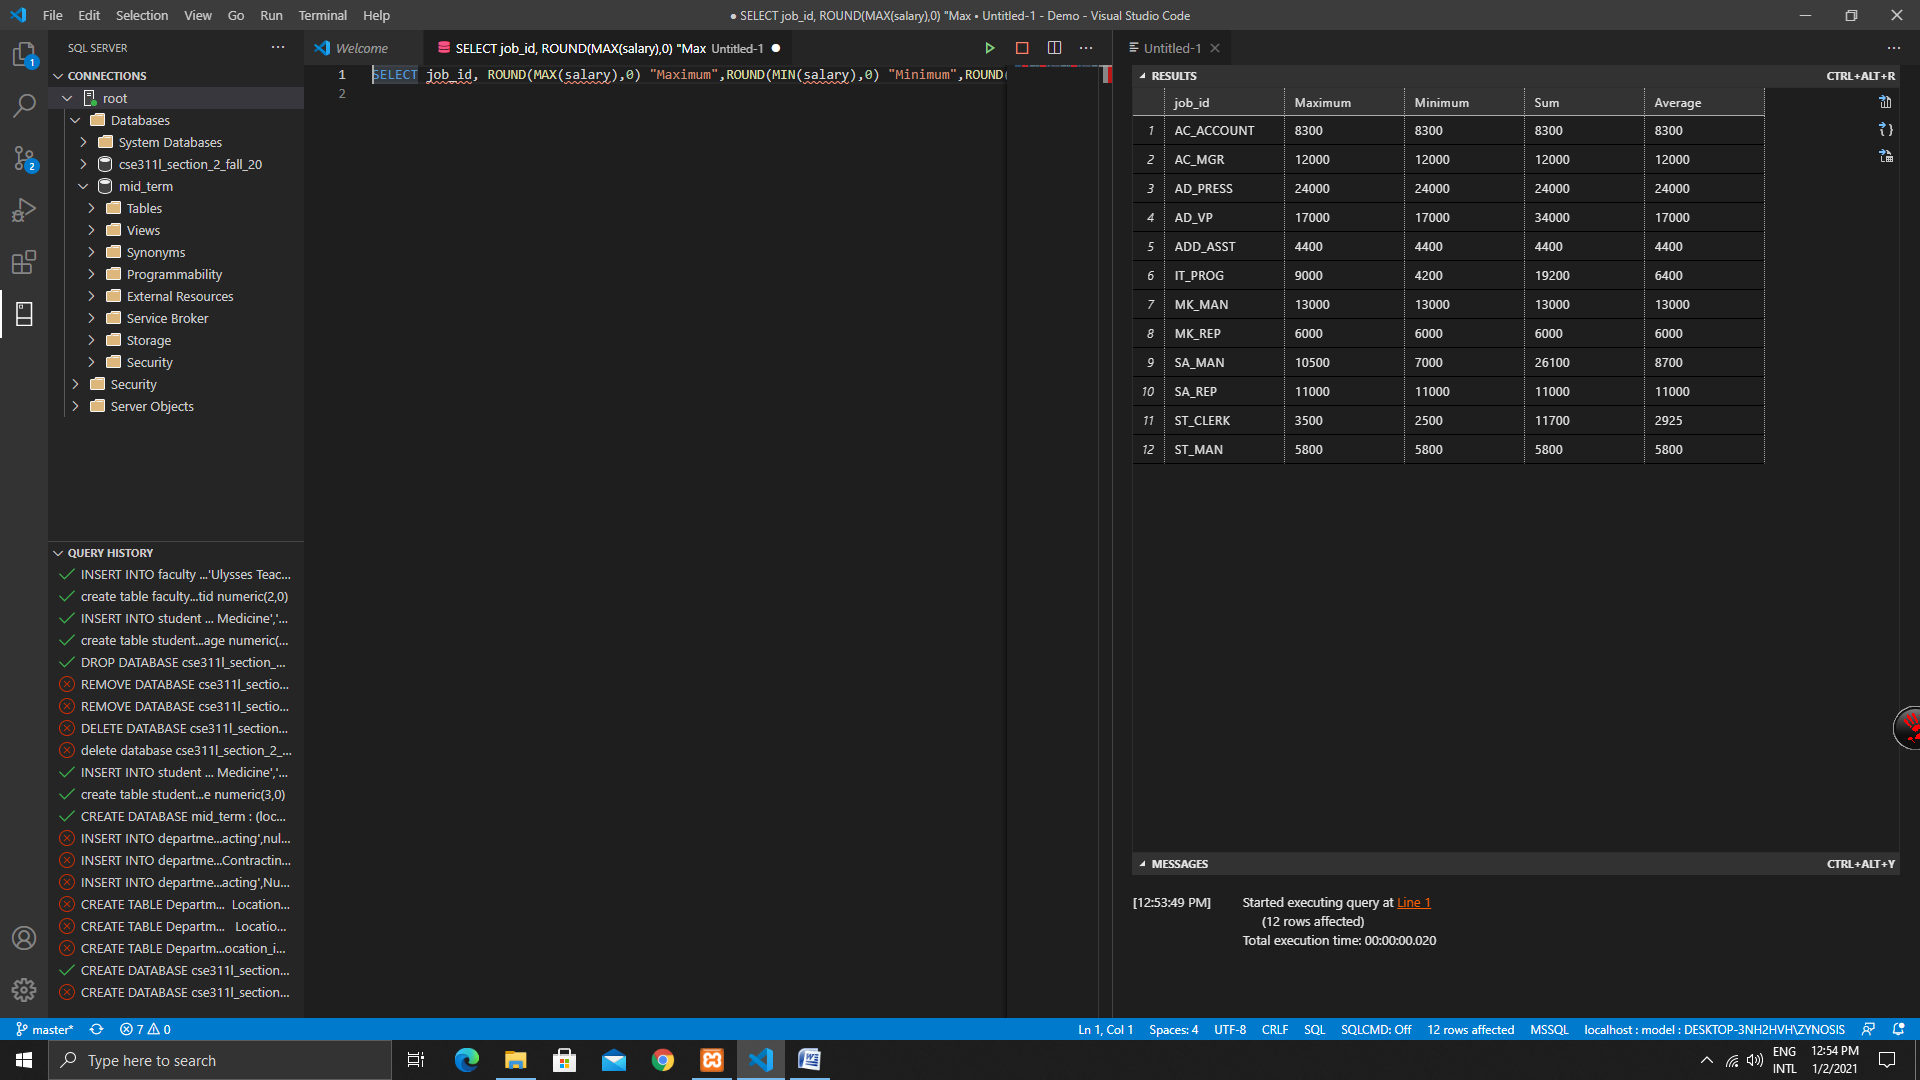 File Edit Selection View Go Run Terminal Help
● SELECT job_id, ROUND(MAX(salary),0) "Max • Untitled-1 - Demo - Visual Studio Code
SQL SERVER
CONNECTIONS
root
Databases
System Databases
cse311l_section_2_fall_20
mid_term
Tables
Views
Synonyms
Programmability
External Resources
Service Broker
Storage
Security
Security
Server Objects
QUERY HISTORY
INSERT INTO faculty ...'Ulysses Teac...
create table faculty...tid numeric(2,0)
INSERT INTO student ... Medicine','...
create table student...age numeric(...
DROP DATABASE cse311l_section_...
REMOVE DATABASE cse311l_sectio...
REMOVE DATABASE cse311l_sectio...
DELETE DATABASE cse311l_section...
delete database cse311l_section_2_...
INSERT INTO student ... Medicine','...
create table student...e numeric(3,0)
CREATE DATABASE mid_term : (loc...
INSERT INTO departme...acting',nul...
INSERT INTO departme...Contractin...
INSERT INTO departme...acting',Nu...
CREATE TABLE Departm... Location...
CREATE TABLE Departm... Locatio...
CREATE TABLE Departm...ocation_i...
CREATE DATABASE cse311l_section...
CREATE DATABASE cse311l_section...
1
2
Welcome
SELECT job_id, ROUND(MAX(salary),0) "Max Untitled-1 ●
1 SELECT job_id, ROUND(MAX(salary),0) "Maximum",ROUND(MIN(salary),0) "Minimum",ROUND(
2
Untitled-1
RESULTS CTRL+ALT+R
job_id Maximum Minimum Sum Average
1 AC_ACCOUNT 8300 8300 8300 8300
2 AC_MGR 12000 12000 12000 12000
3 AD_PRESS 24000 24000 24000 24000
4 AD_VP 17000 17000 34000 17000
5 ADD_ASST 4400 4400 4400 4400
6 IT_PROG 9000 4200 19200 6400
7 MK_MAN 13000 13000 13000 13000
8 MK_REP 6000 6000 6000 6000
9 SA_MAN 10500 7000 26100 8700
10 SA_REP 11000 11000 11000 11000
11 ST_CLERK 3500 2500 11700 2925
12 ST_MAN 5800 5800 5800 5800
MESSAGES CTRL+ALT+Y
[12:53:49 PM] Started executing query at Line 1
(12 rows affected)
Total execution time: 00:00:00.020
master* 7 0 Ln 1, Col 1 Spaces: 4 UTF-8 CRLF SQL SQLCMD: Off 12 rows affected MSSQL localhost : model : DESKTOP-3NH2HVH\ZYNOSIS
Type here to search
ENG
INTL
12:54 PM
1/2/2021